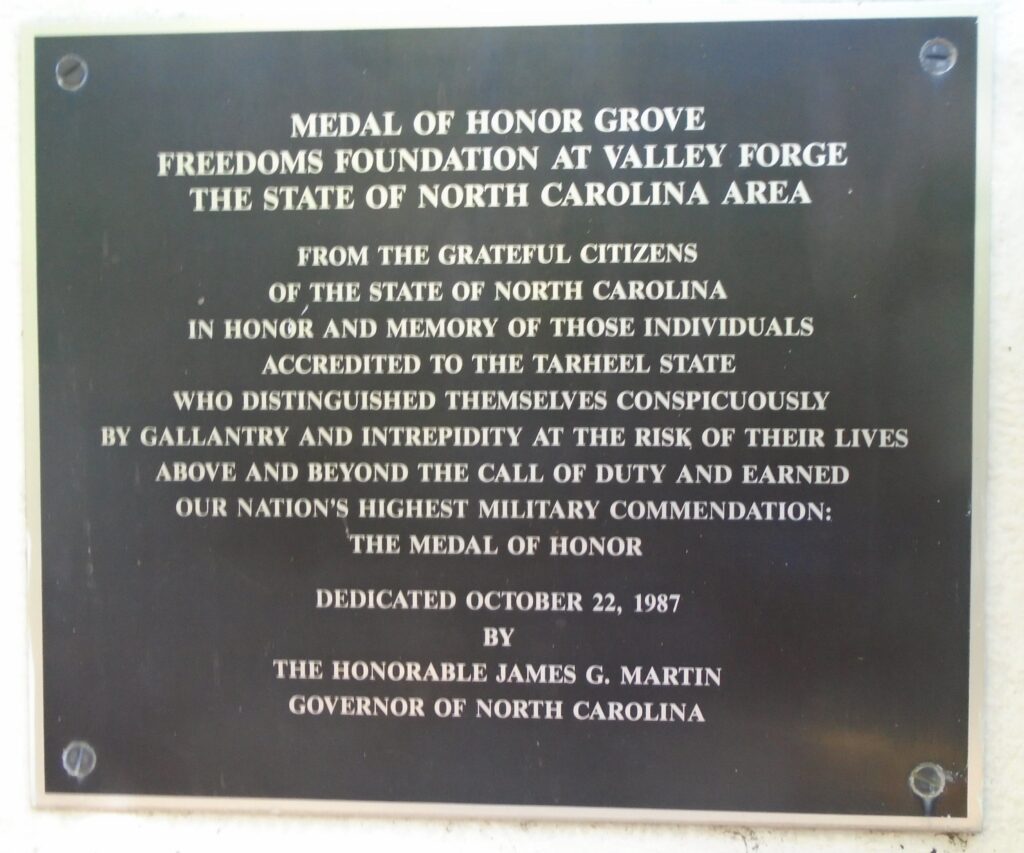 MEDAL OF HONOR GROVE
FREEDOMS FOUNDATION AT VALLEY FORGE
THE STATE OF NORTH CAROLINA AREA
FROM THE GRATEFUL CITIZENS
OF THE STATE OF NORTH CAROLINA
IN HONOR AND MEMORY OF THOSE INDIVIDUALS
ACCREDITED TO THE TARHEEL STATE
WHO DISTINGUISHED THEMSELVES CONSPICUOUSLY
BY GALLANTRY AND INTREPIDITY AT THE RISK OF THEIR LIVES
ABOVE AND BEYOND THE CALL OF DUTY AND EARNED
OUR NATION'S HIGHEST MILITARY COMMENDATION:
THE MEDAL OF HONOR
DEDICATED OCTOBER 22, 1987
BY
THE HONORABLE JAMES G. MARTIN
GOVERNOR OF NORTH CAROLINA